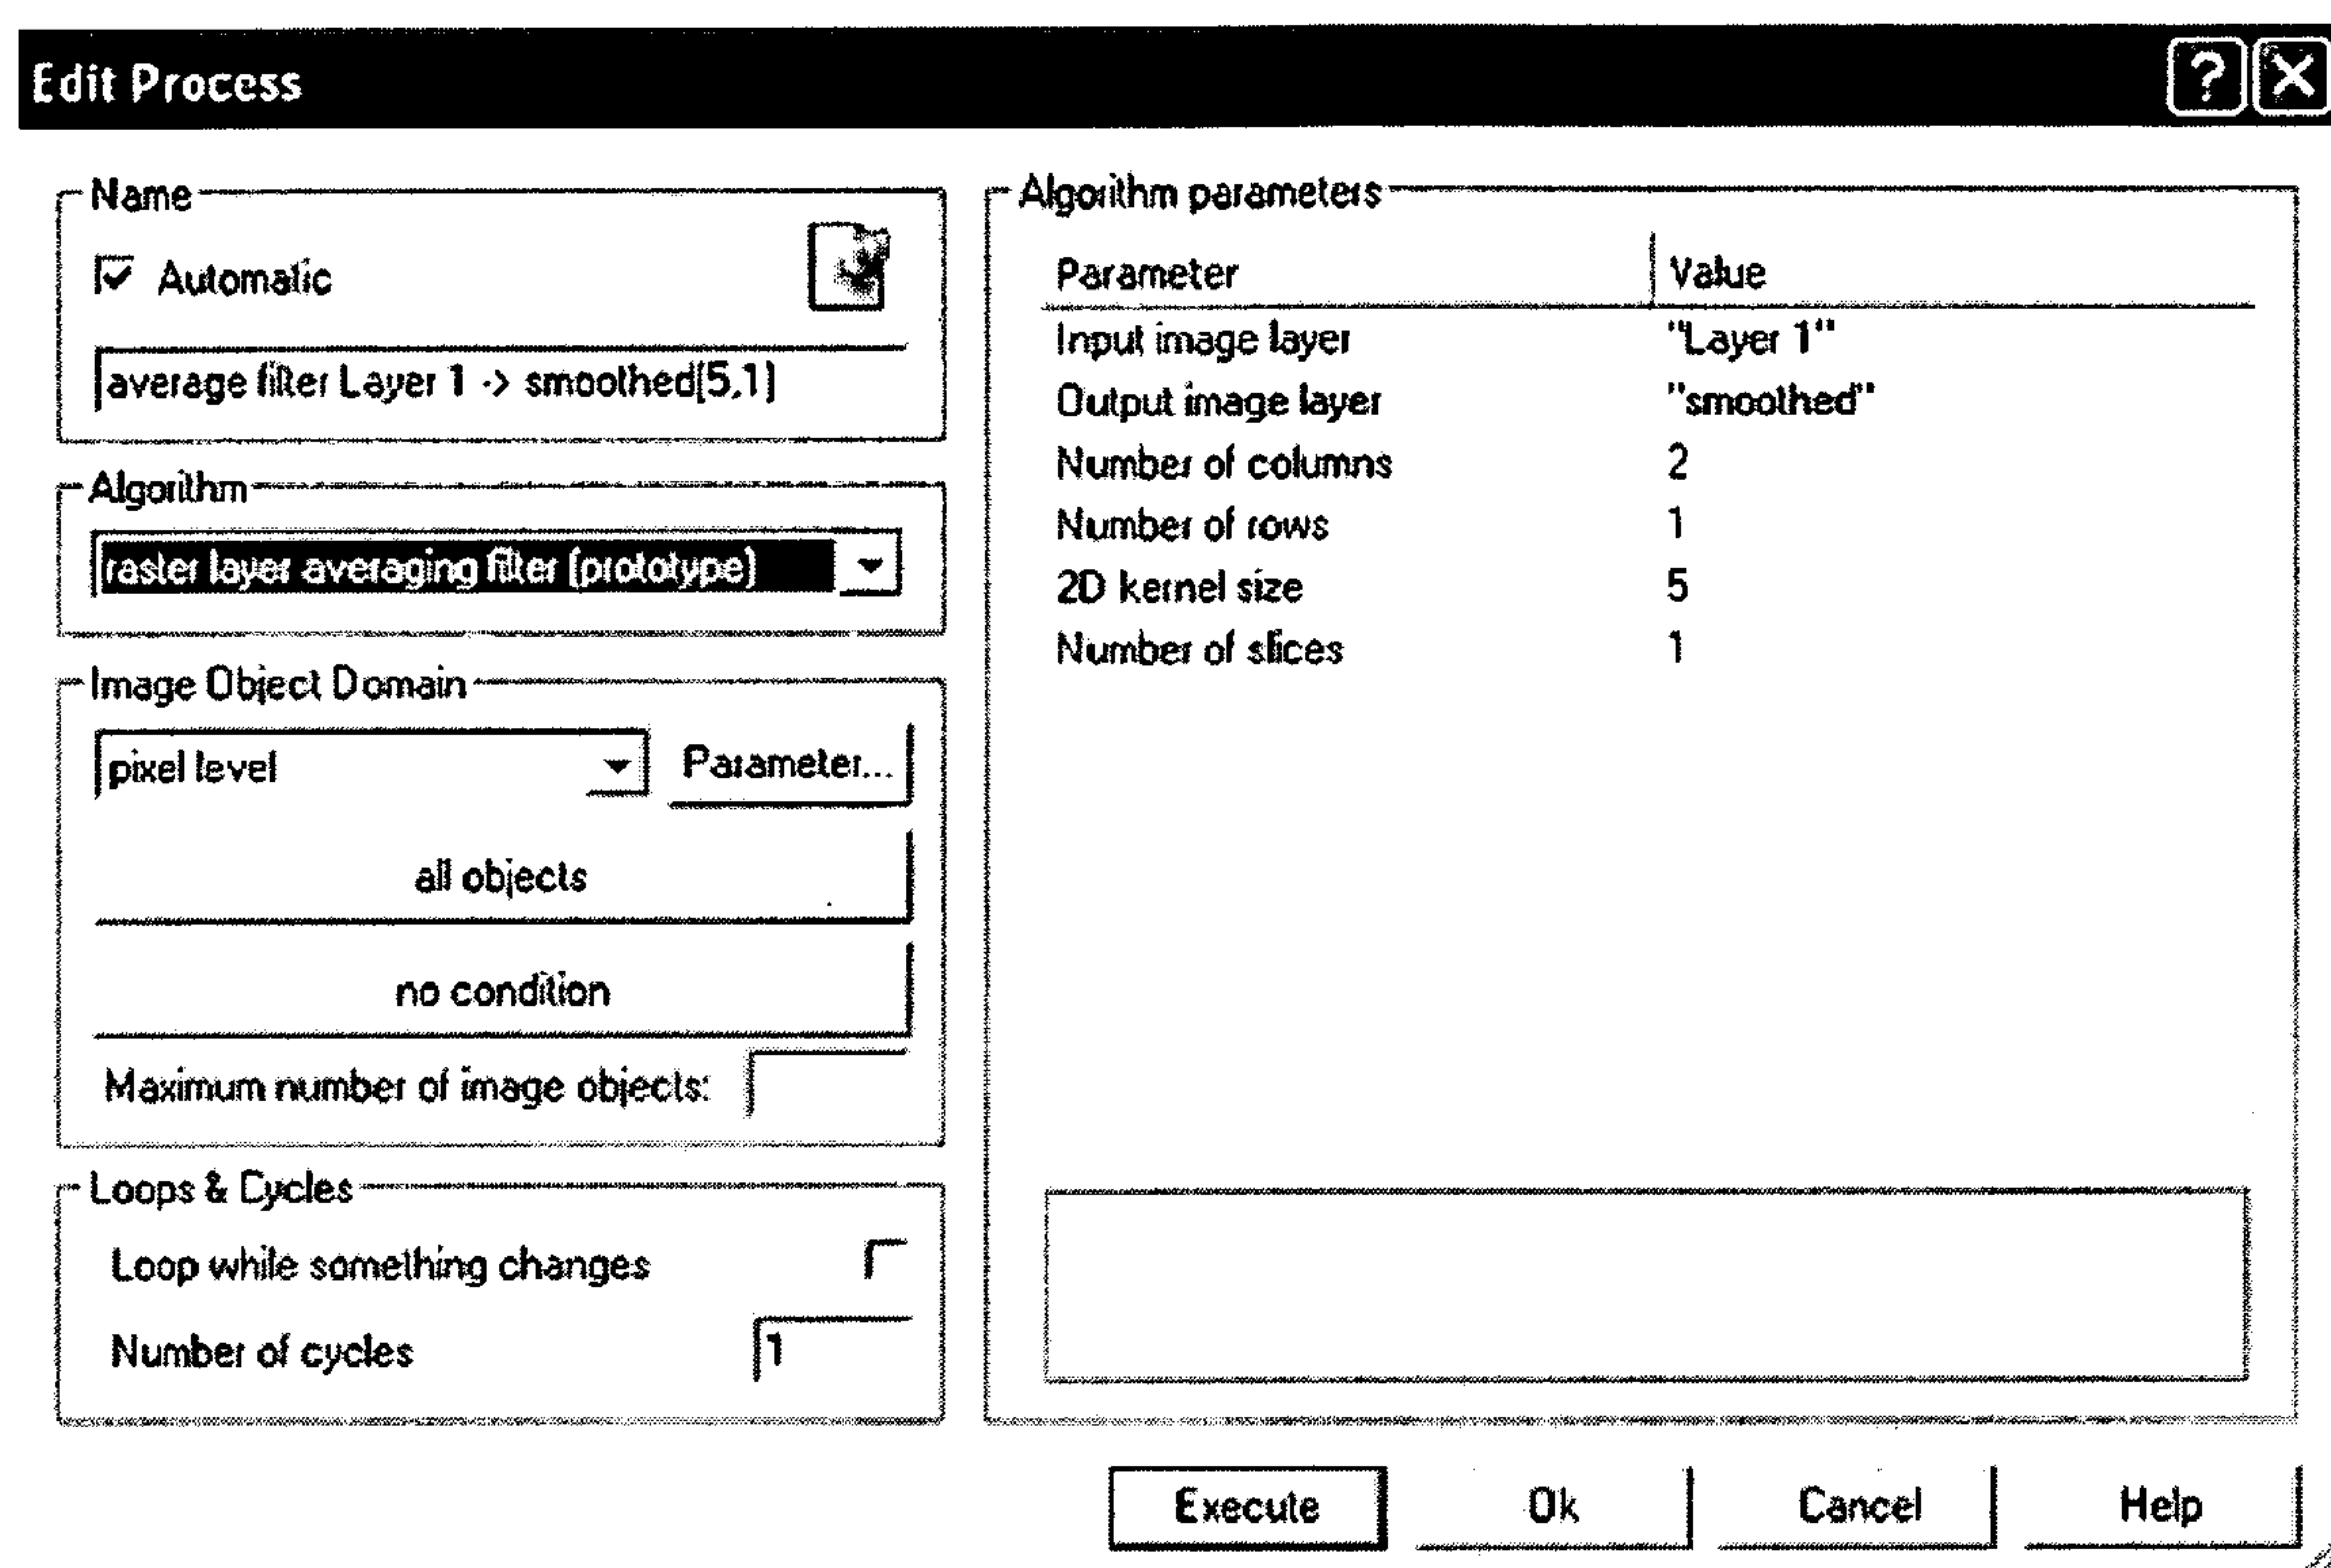 Edit Process
Name
Automatic
average filter Layer 1 -> smoothed[5,1]
Algorithm
raster layer averaging filter (prototype)
Image Object Domain
pixel level
Parameter...
all objects
no condition
Maximum number of image objects:
Loops & Cycles
Loop while something changes
Number of cycles 1
Algorithm parameters
Parameter Value
Input image layer "Layer 1"
Output image layer "smoothed"
Number of columns 2
Number of rows 1
2D kernel size 5
Number of slices 1
Execute Ok Cancel Help